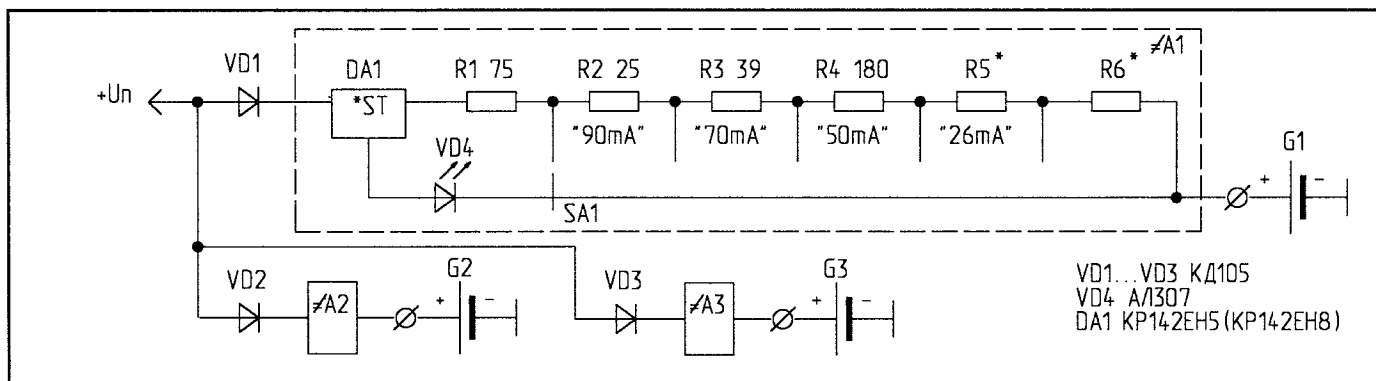 ≠A1
VD1 DA1 R1 75 R2 25 R3 39 R4 180 R5* R6*
+Uп *ST
"90mA" "70mA" "50mA" "26mA"
VD4 G1
+ -
SA1
VD2 G2 VD3 G3
≠A2 + - ≠A3 + -
VD1...VD3 КД105
VD4 АЛ307
DA1 КР142ЕН5(КР142ЕН8)